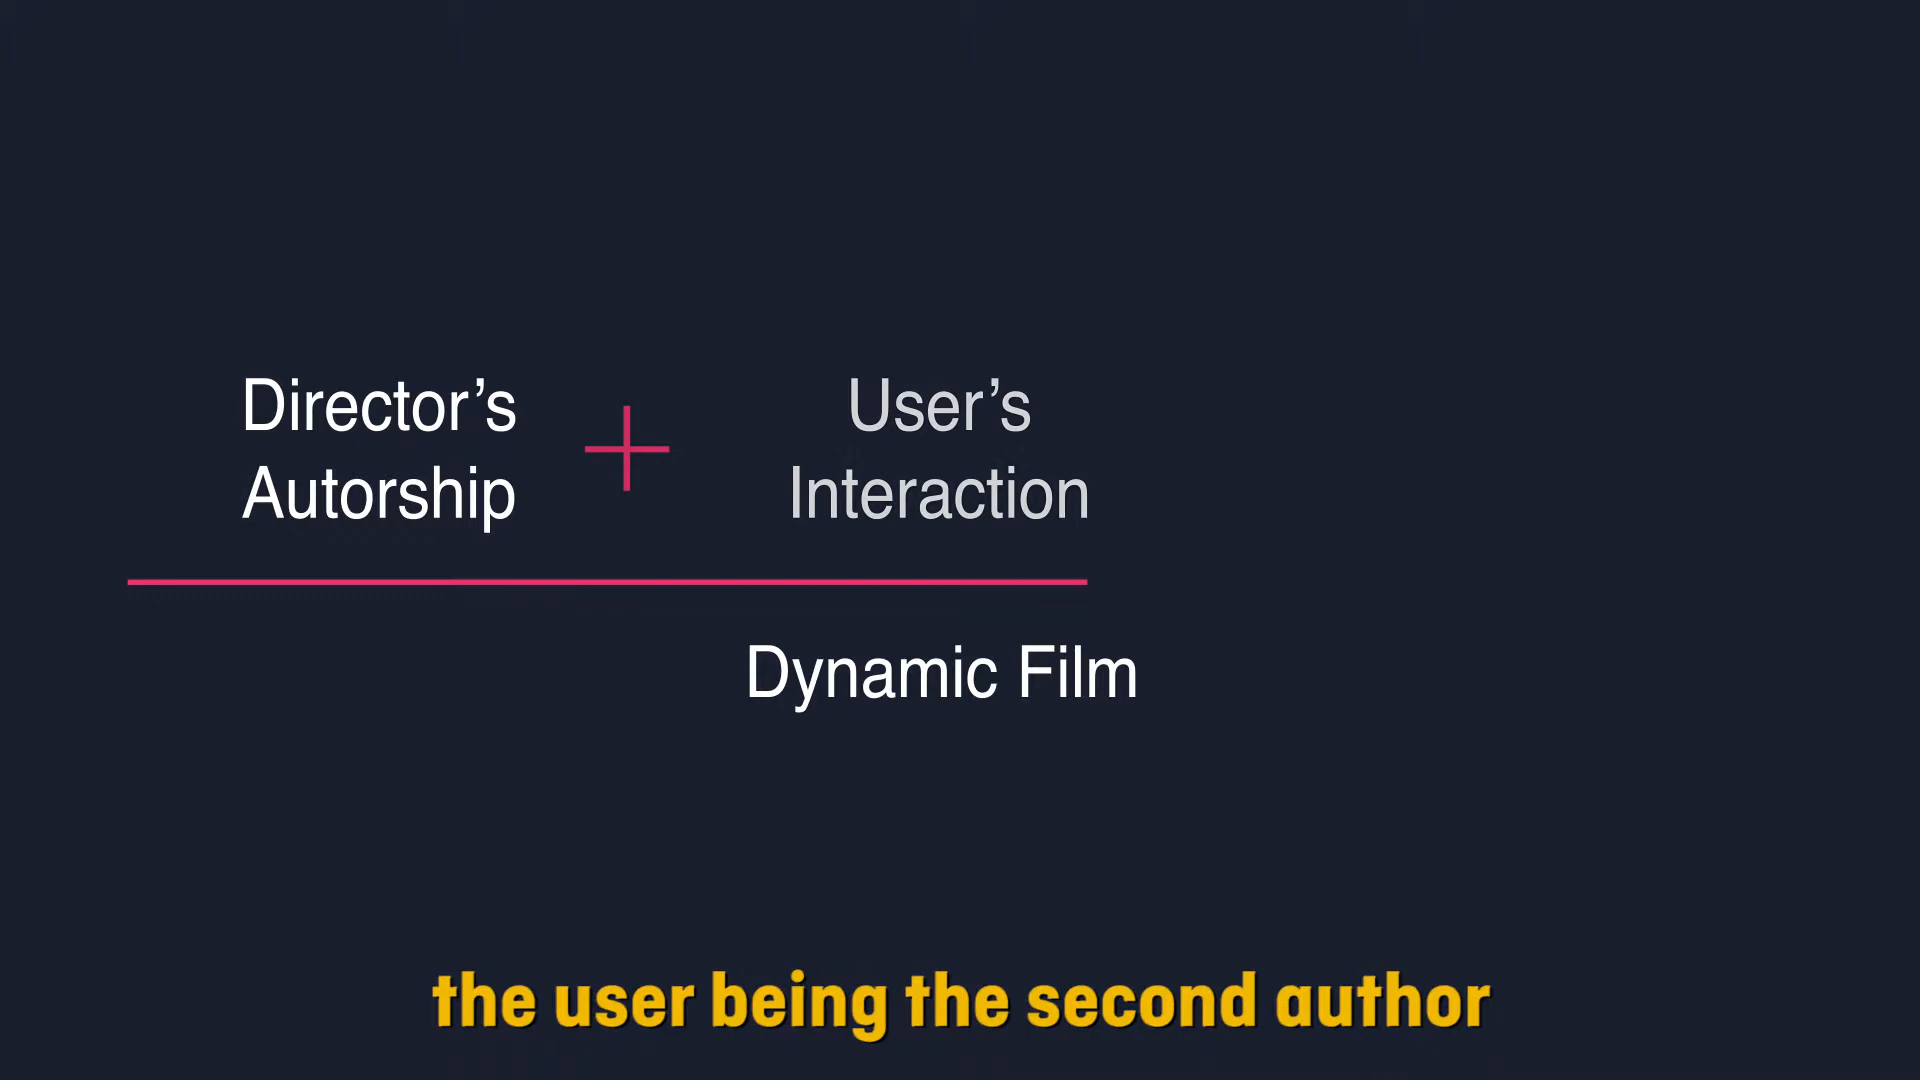 Director’s
Autorship
User’s
Interaction
Dynamic Film
the user being the second author